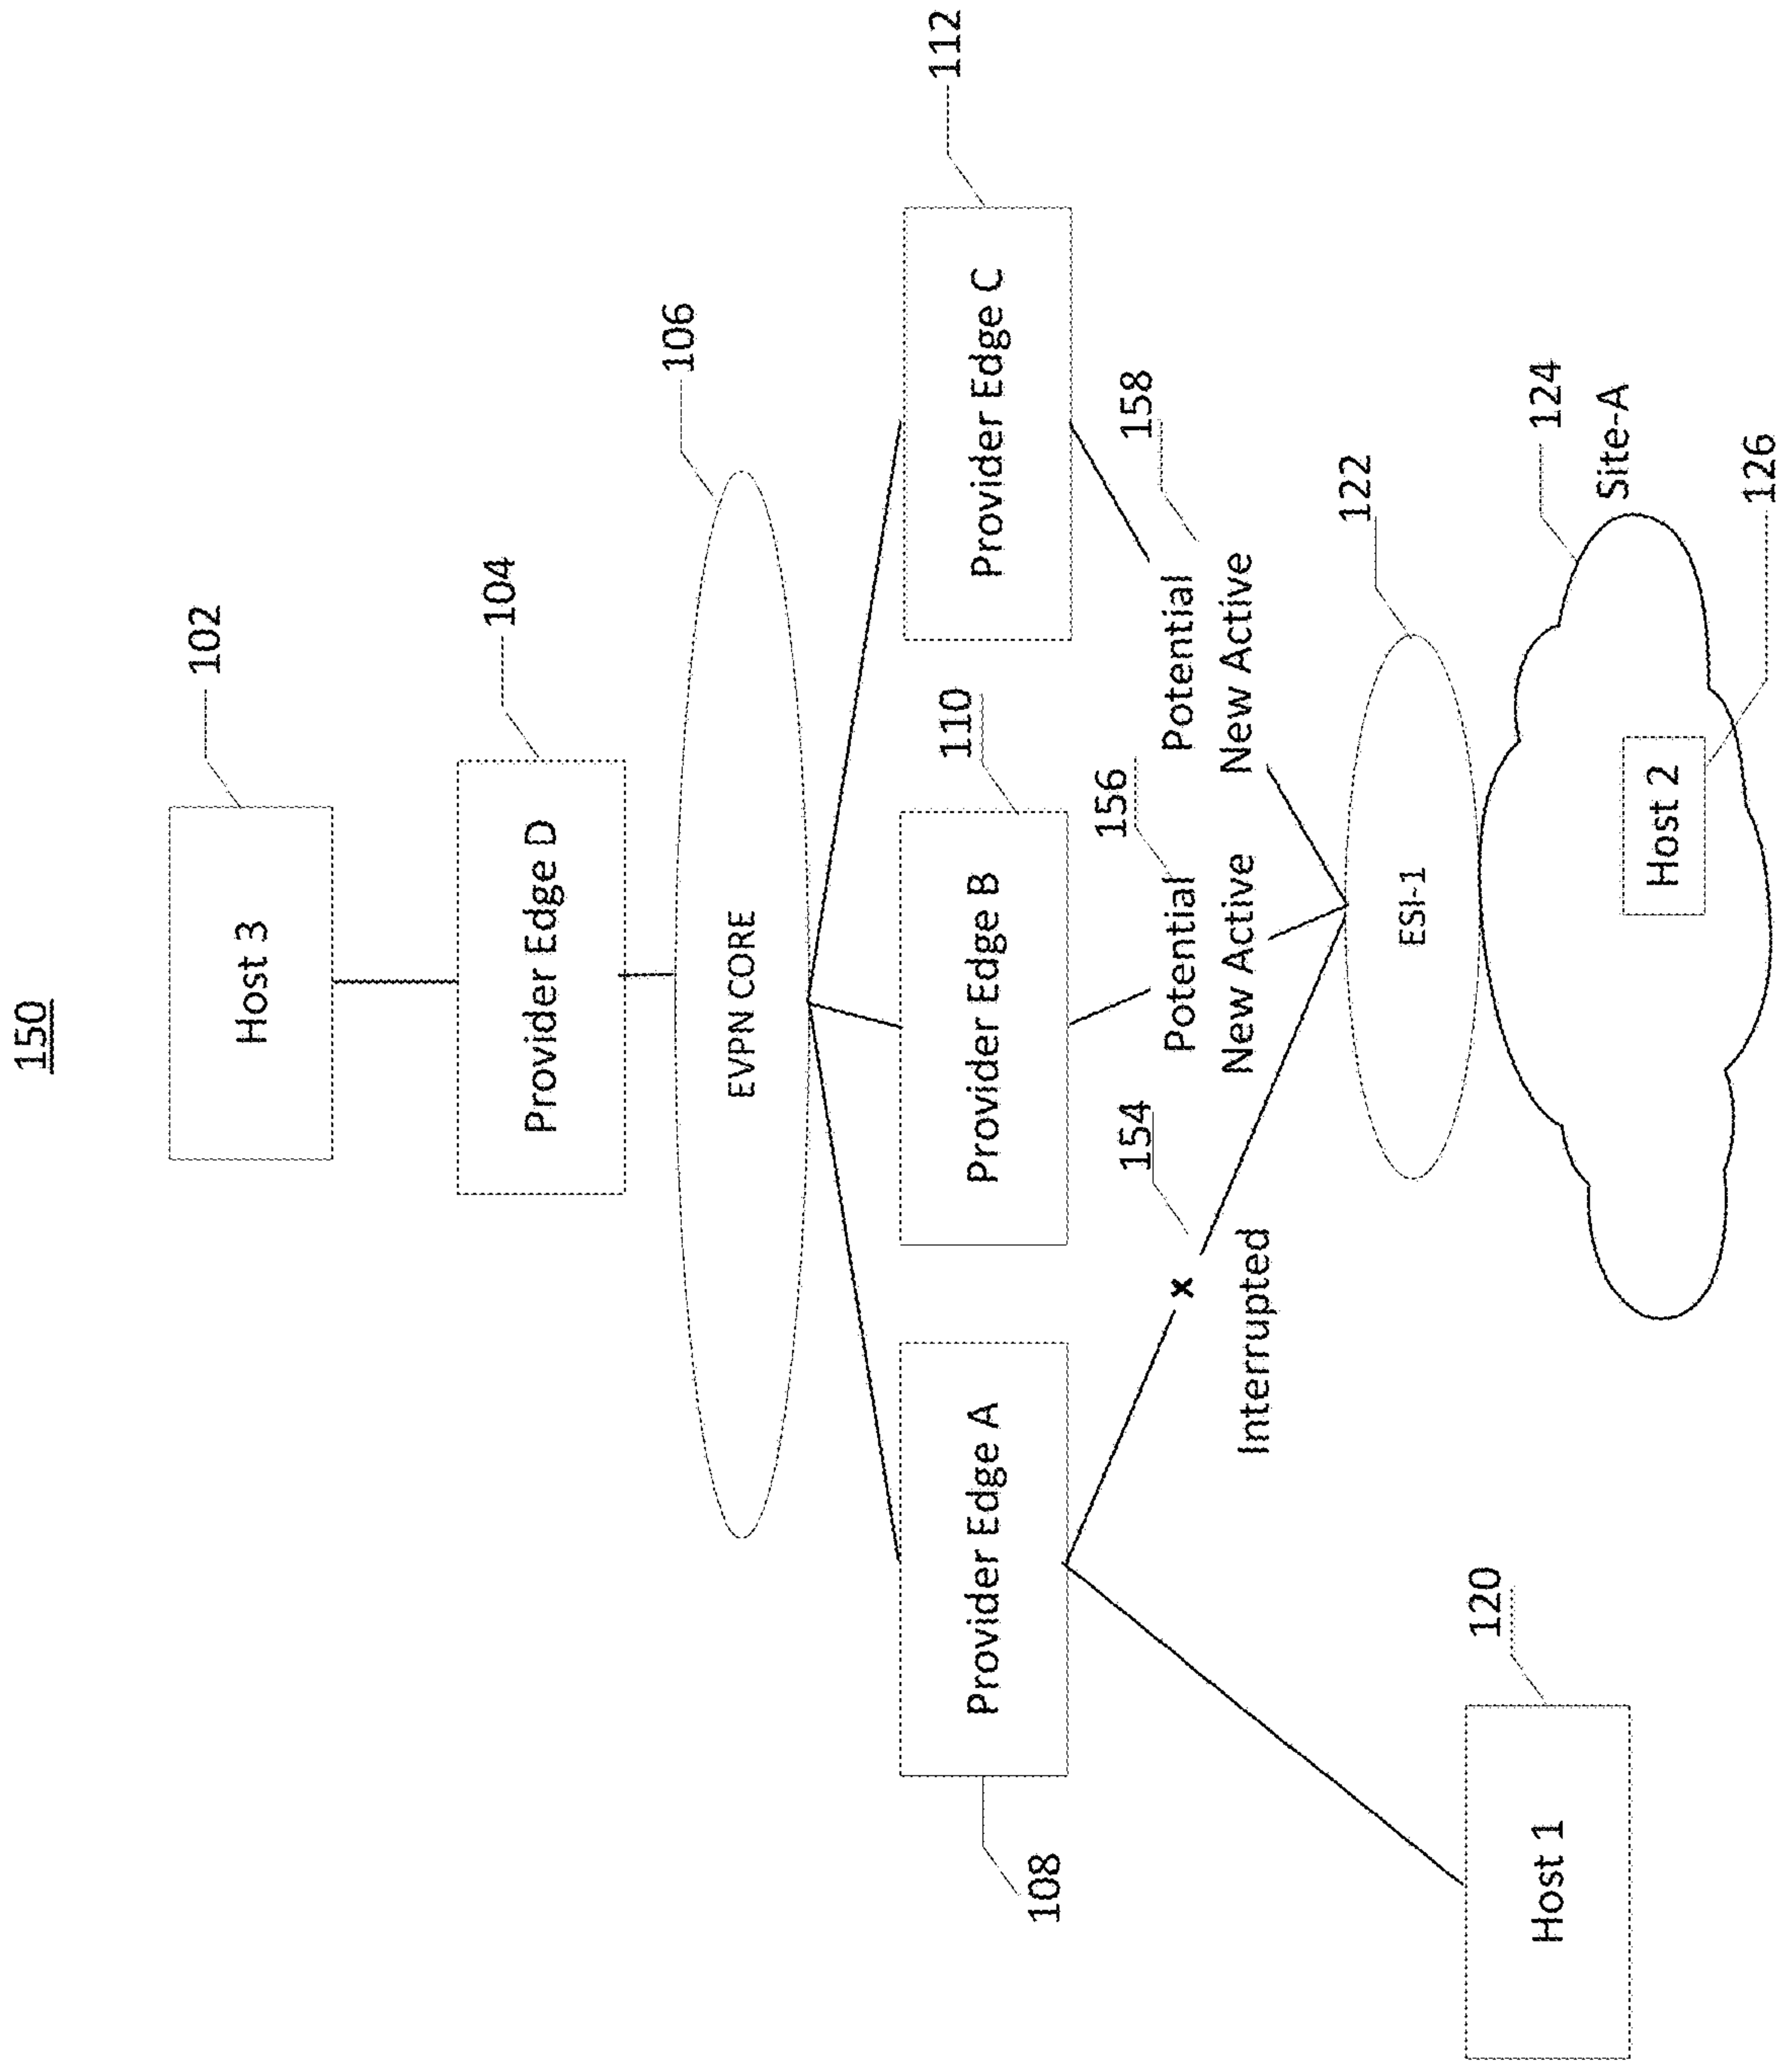 150
Host 3
102
Provider Edge D
104
EVPN CORE
106
108
Provider Edge A
Provider Edge B
110
Provider Edge C
112
Interrupted
x
154
Potential
New Active
156
Potential
New Active
158
ESI-1
122
Host 1
120
124
Site-A
Host 2
126